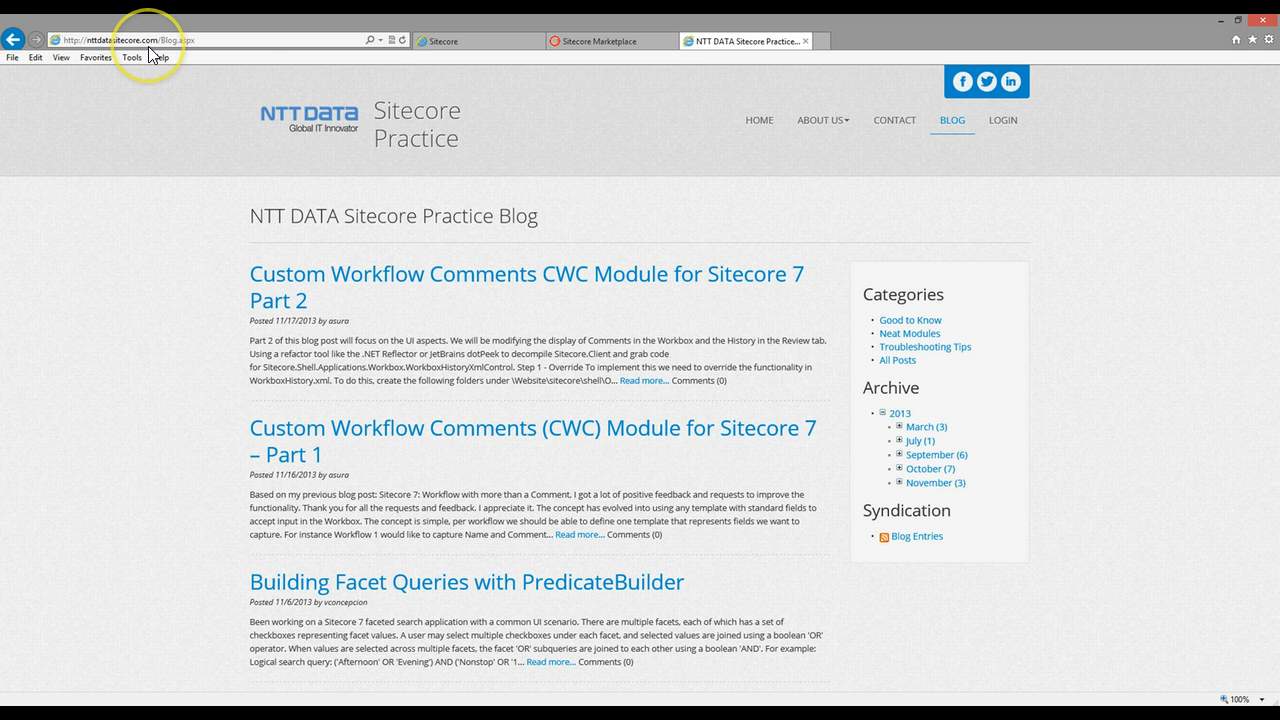 http://nttdatasitecore.com/Blog.aspx
Sitecore
Sitecore Marketplace
NTT DATA Sitecore Practice...
File Edit View Favorites Tools Help
NTT DATA
Global IT Innovator
Sitecore
Practice
HOME ABOUT US CONTACT BLOG LOGIN
NTT DATA Sitecore Practice Blog
Custom Workflow Comments CWC Module for Sitecore 7
Part 2
Posted 11/17/2013 by asura
Part 2 of this blog post will focus on the UI aspects. We will be modifying the display of Comments in the Workbox and the History in the Review tab.
Using a refactor tool like the .NET Reflector or JetBrains dotPeek to decompile Sitecore.Client and grab code
for Sitecore.Shell.Applications.Workbox.WorkboxHistoryXmlControl. Step 1 - Override To implement this we need to override the functionality in
WorkboxHistory.xml. To do this, create the following folders under \Website\sitecore\shell\O... Read more... Comments (0)
Custom Workflow Comments (CWC) Module for Sitecore 7
– Part 1
Posted 11/16/2013 by asura
Based on my previous blog post: Sitecore 7: Workflow with more than a Comment, I got a lot of positive feedback and requests to improve the
functionality. Thank you for all the requests and feedback. I appreciate it. The concept has evolved into using any template with standard fields to
accept input in the Workbox. The concept is simple, per workflow we should be able to define one template that represents fields we want to
capture. For instance Workflow 1 would like to capture Name and Comment... Read more... Comments (0)
Building Facet Queries with PredicateBuilder
Posted 11/6/2013 by vconcepcion
Been working on a Sitecore 7 faceted search application with a common UI scenario. There are multiple facets, each of which has a set of
checkboxes representing facet values. A user may select multiple checkboxes under each facet, and selected values are joined using a boolean 'OR'
operator. When values are selected across multiple facets, the facet 'OR' subqueries are joined to each other using a boolean 'AND'. For example:
Logical search query: ('Afternoon' OR 'Evening') AND ('Nonstop' OR '1... Read more... Comments (0)
Categories
Good to Know
Neat Modules
Troubleshooting Tips
All Posts
Archive
2013
March (3)
July (1)
September (6)
October (7)
November (3)
Syndication
Blog Entries
100%